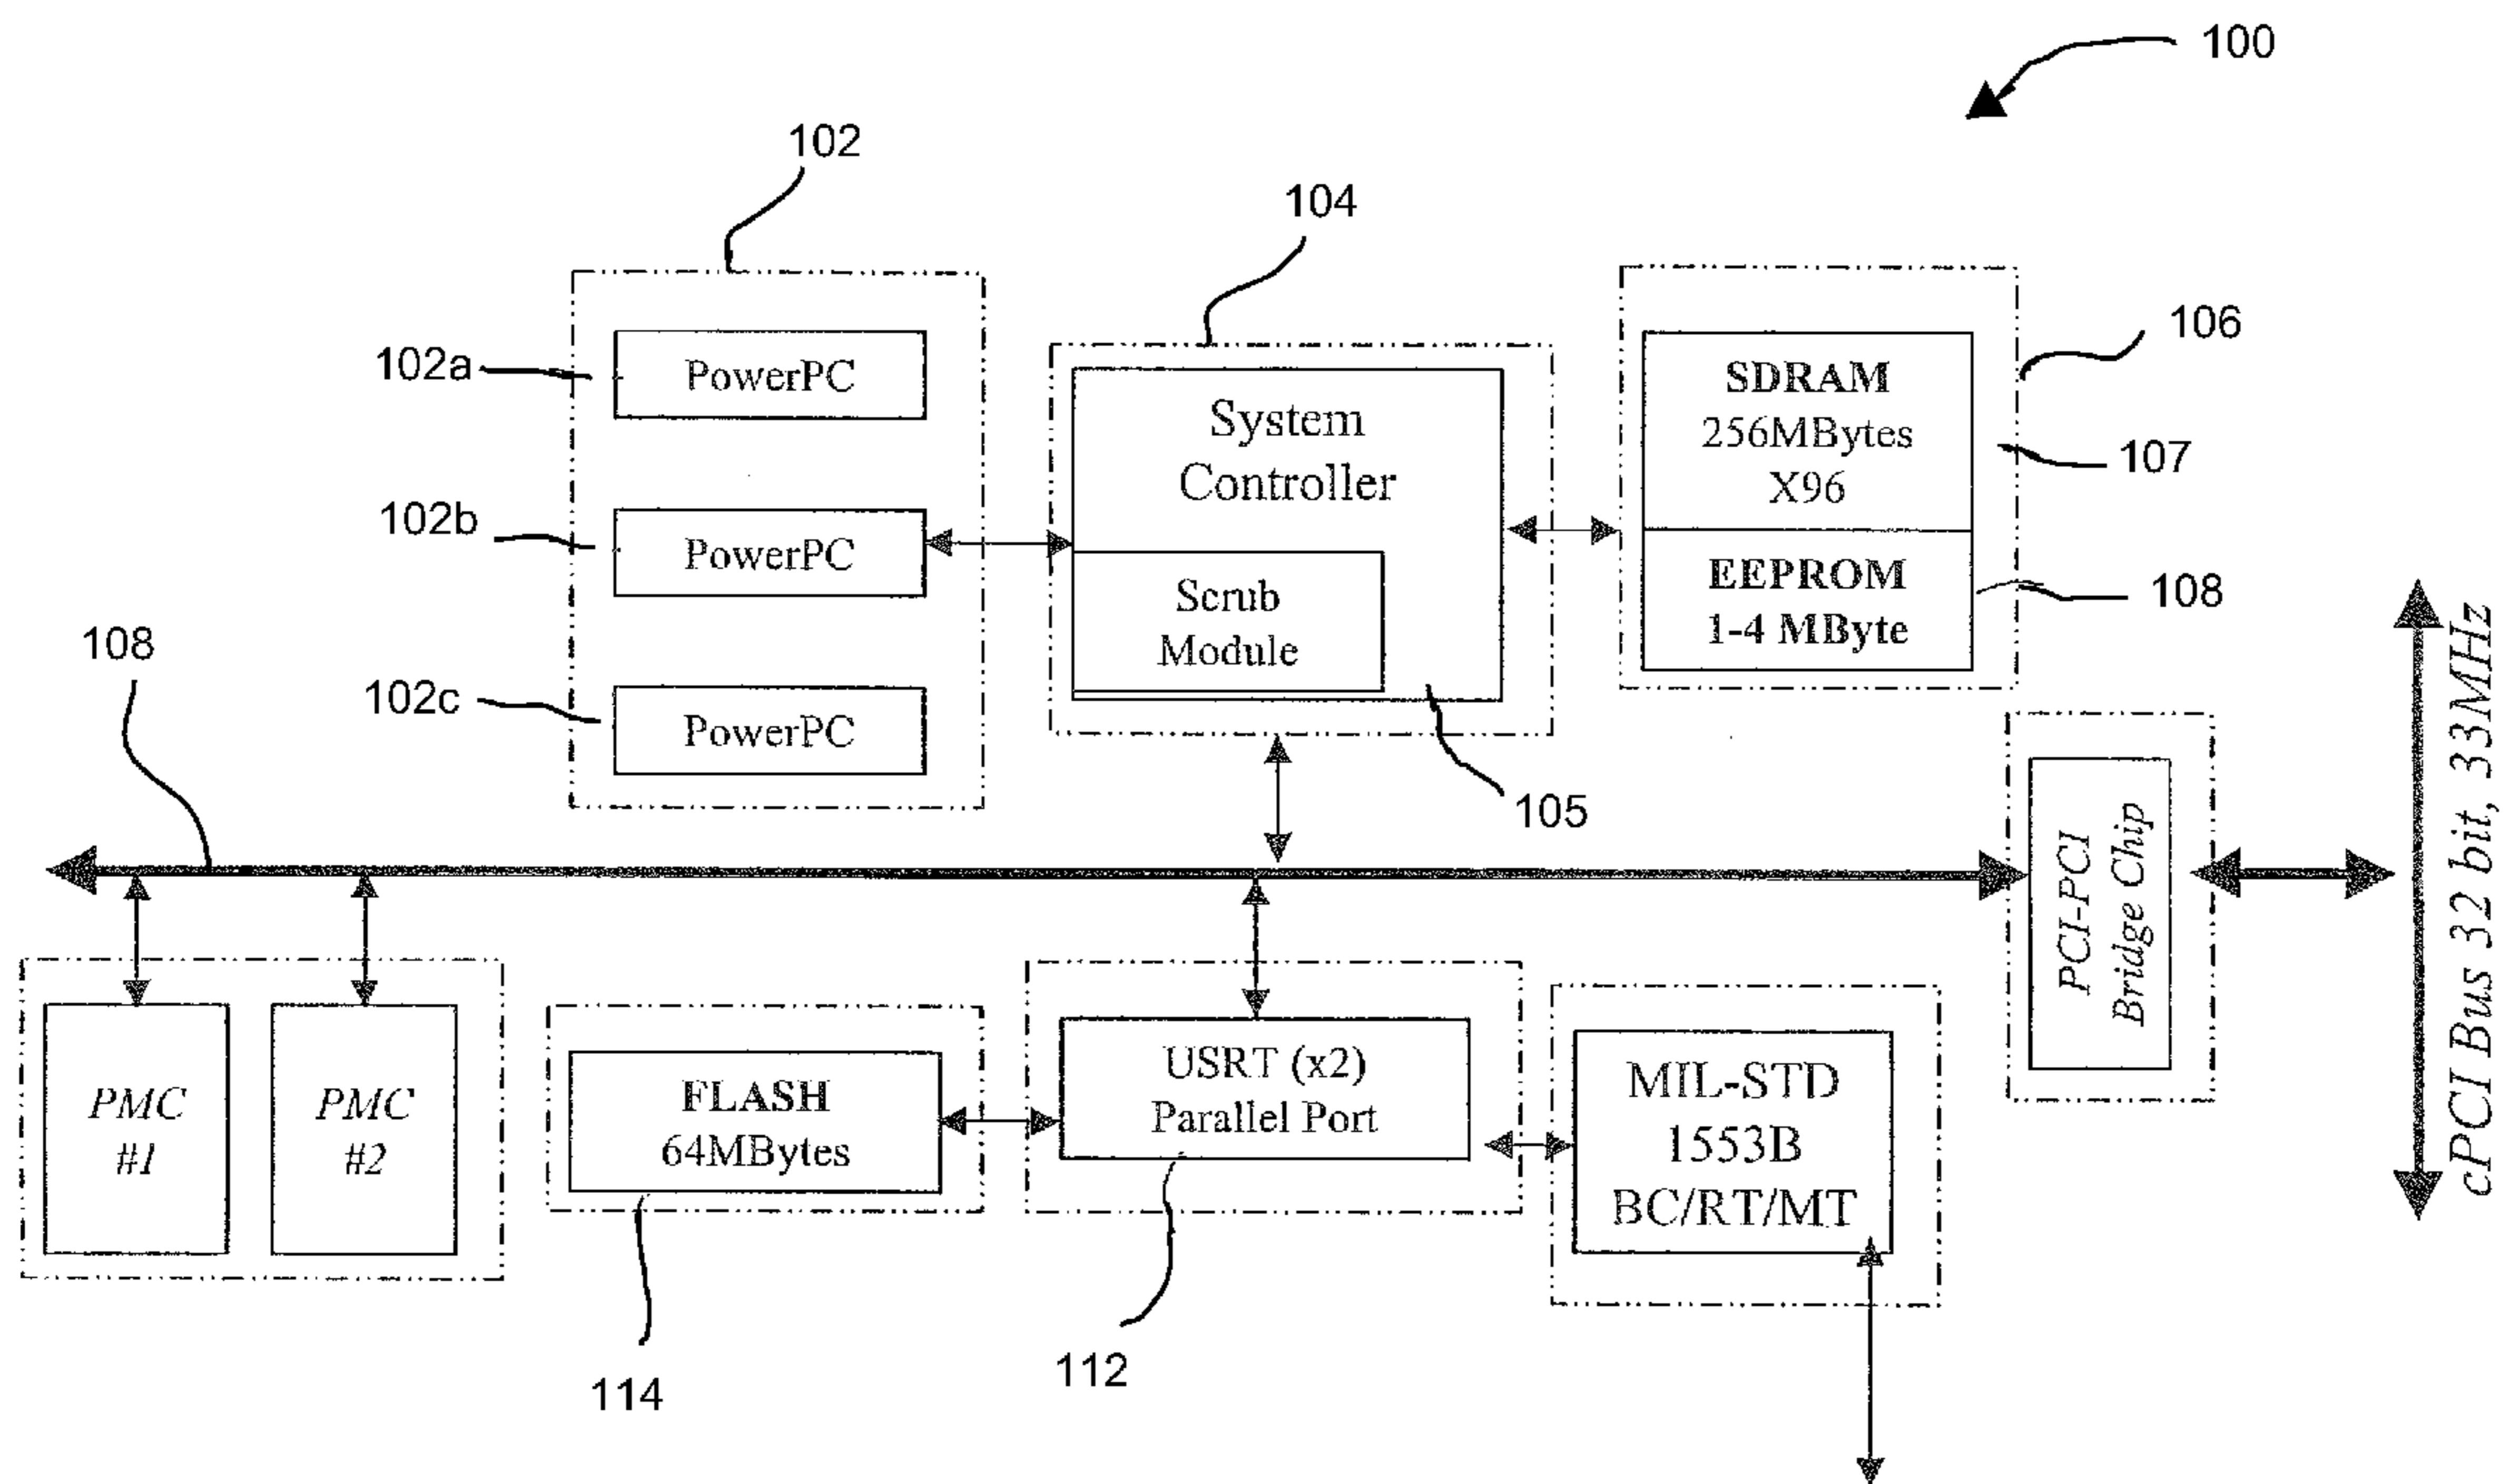 100
102
104
106
102a
PowerPC
System
Controller
SDRAM
256MBytes
X96
107
102b
PowerPC
Scrub
Module
EEPROM
1-4 MByte
108
108
102c
PowerPC
105
cPCI Bus 32 bit, 33MHz
PCI-PCI
Bridge Chip
PMC
#1
PMC
#2
FLASH
64MBytes
USRT (x2)
Parallel Port
MIL-STD
1553B
BC/RT/MT
114
112